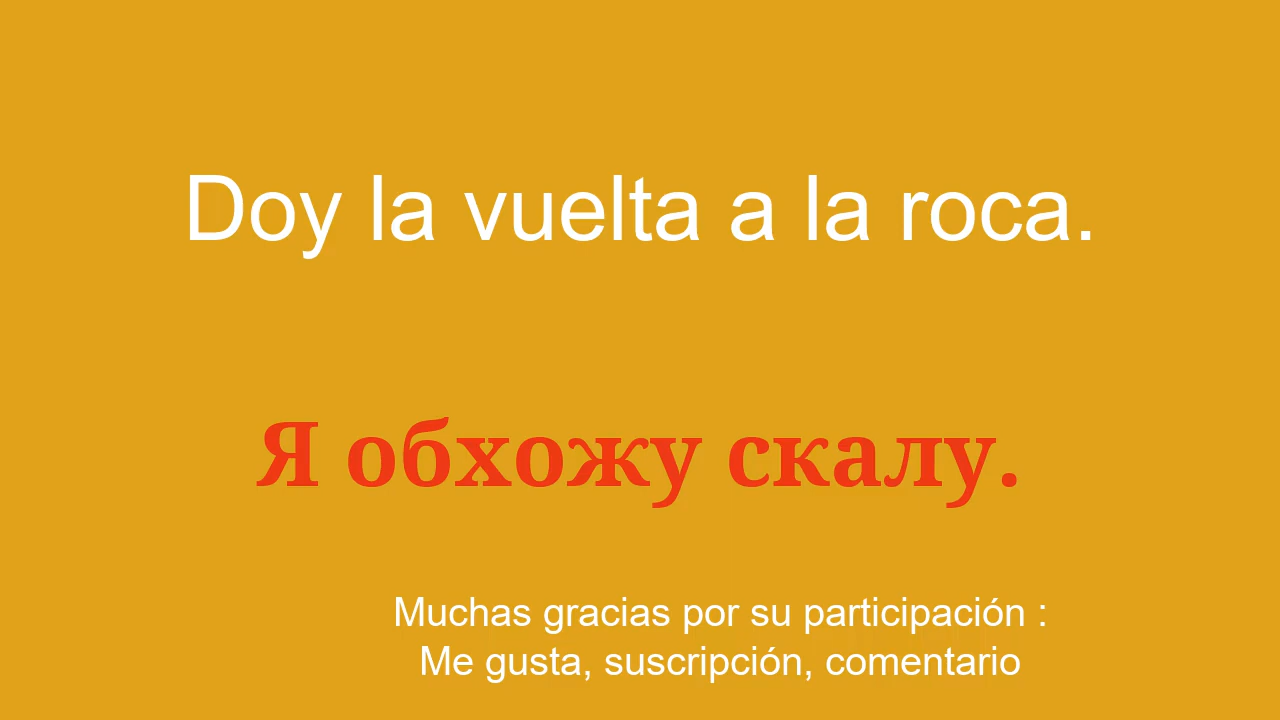 Doy la vuelta a la roca.
Я обхожу скалу.
Muchas gracias por su participación :
Me gusta, suscripción, comentario